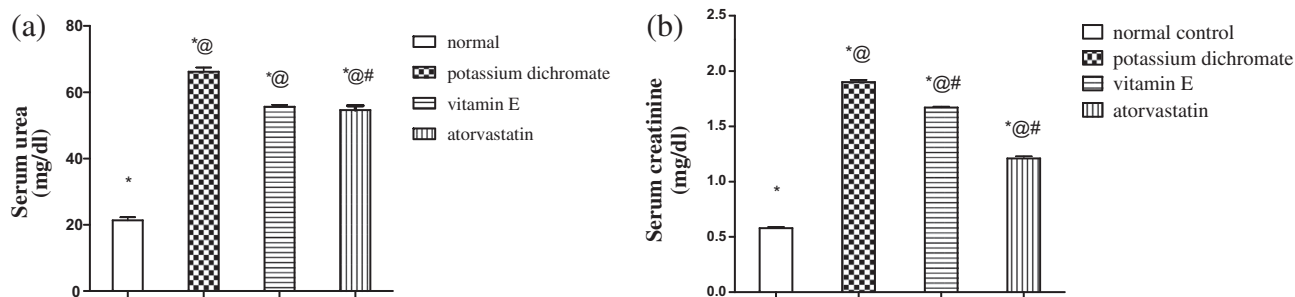 (a)
Serum urea
(mg/dl)
80
60
40
20
0
*
*@
*@
*@#
normal
potassium dichromate
vitamin E
atorvastatin
(b)
Serum creatinine
(mg/dl)
2.5
2.0
1.5
1.0
0.5
0.0
*
*@
*@#
*@#
normal control
potassium dichromate
vitamin E
atorvastatin